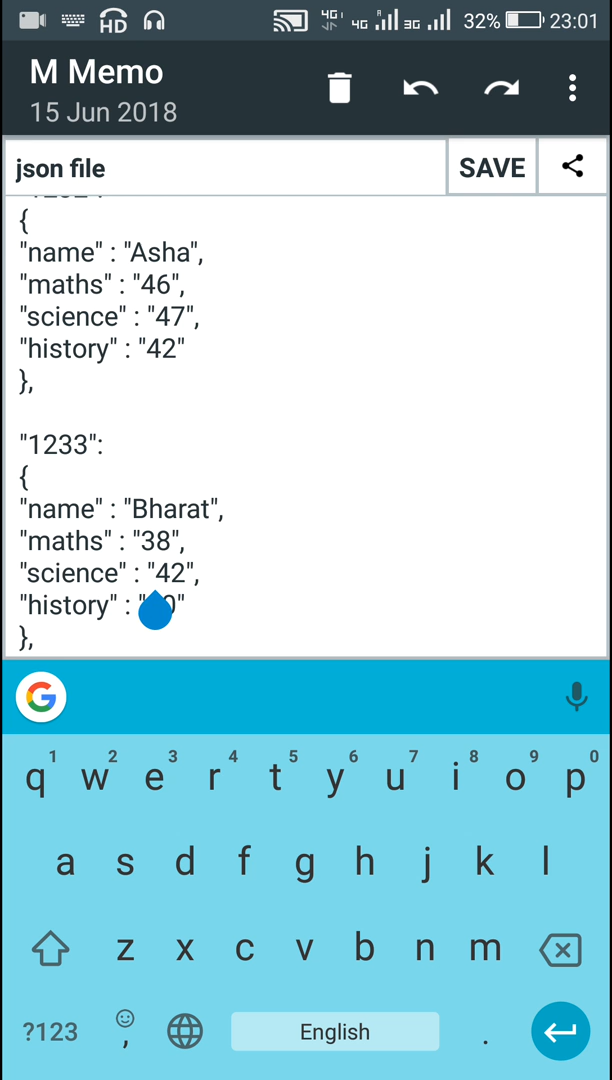 HD 4G 4G R 3G 32% 23:01
M Memo
15 Jun 2018
json file
SAVE
{
"name" : "Asha",
"maths" : "46",
"science" : "47",
"history" : "42"
},
"1233":
{
"name" : "Bharat",
"maths" : "38",
"science" : "42",
"history" :
},
G
1 2 3 4 5 6 7 8 9 0
q w e r t y u i o p
a s d f g h j k l
z x c v b n m
?123 , English .